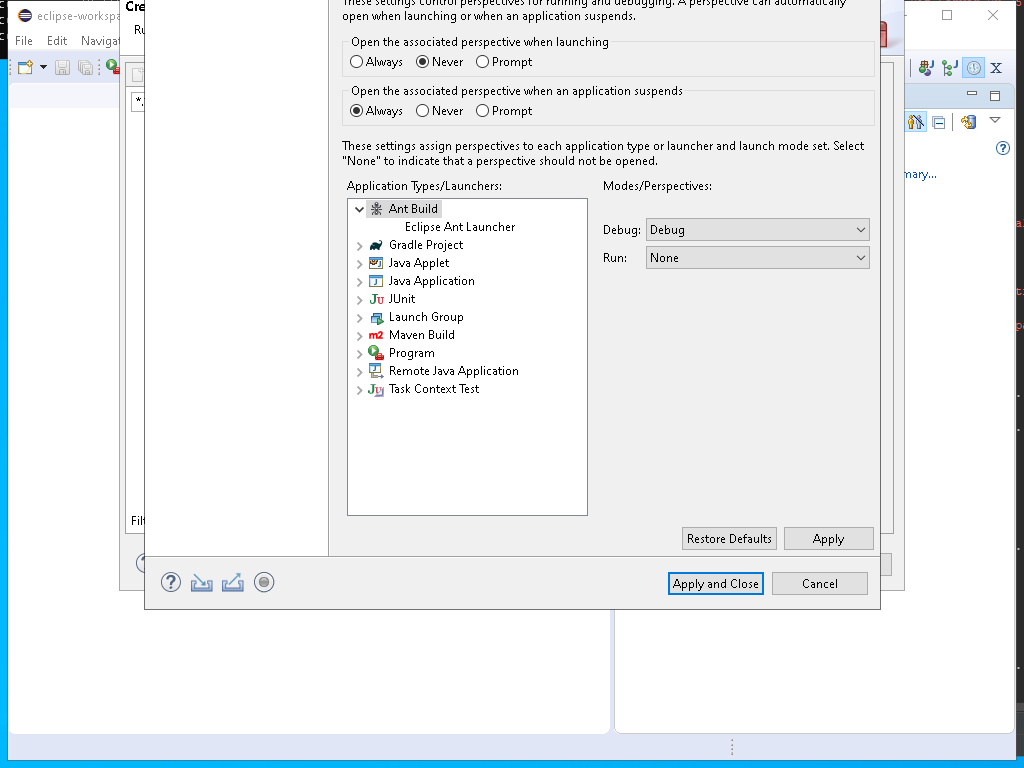 eclipse-workspa
File Edit Navigat
Cre
Ru
*.
Filt
These settings control perspectives for running and debugging. A perspective can automatically
open when launching or when an application suspends.
Open the associated perspective when launching
Always Never Prompt
Open the associated perspective when an application suspends
Always Never Prompt
These settings assign perspectives to each application type or launcher and launch mode set. Select
"None" to indicate that a perspective should not be opened.
Application Types/Launchers:
Modes/Perspectives:
Ant Build
Eclipse Ant Launcher
Gradle Project
Java Applet
Java Application
JUnit
Launch Group
Maven Build
Program
Remote Java Application
Task Context Test
Debug: Debug
Run: None
Restore Defaults Apply
Apply and Close Cancel
mary...